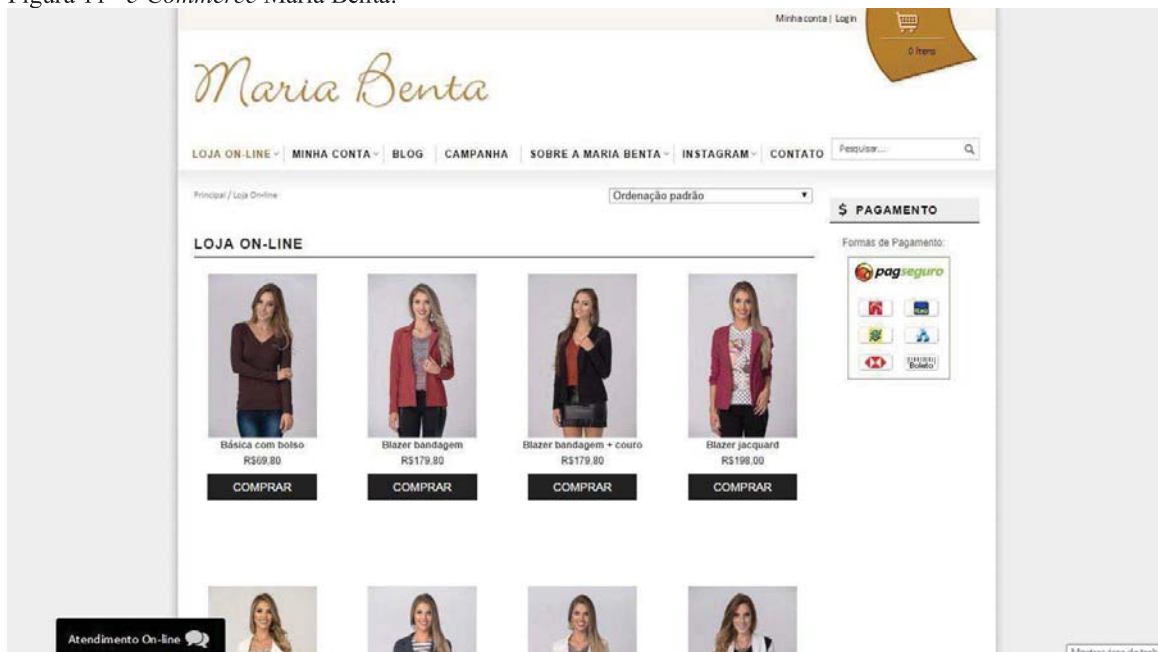 Figura 11 - e-Commerce Maria Benta.
Minha conta | Login
0 Itens
Maria Benta
LOJA ON-LINE MINHA CONTA BLOG CAMPANHA SOBRE A MARIA BENTA INSTAGRAM CONTATO Pesquisar...
Principal / Loja On-line
Ordenação padrão
$ PAGAMENTO
LOJA ON-LINE
Formas de Pagamento:
pagseguro
Itaú
Boleto
Básica com bolso Blazer bandagem Blazer bandagem + couro Blazer jacquard
R$69,80 R$179,80 R$179,80 R$198,00
COMPRAR COMPRAR COMPRAR COMPRAR
Atendimento On-line